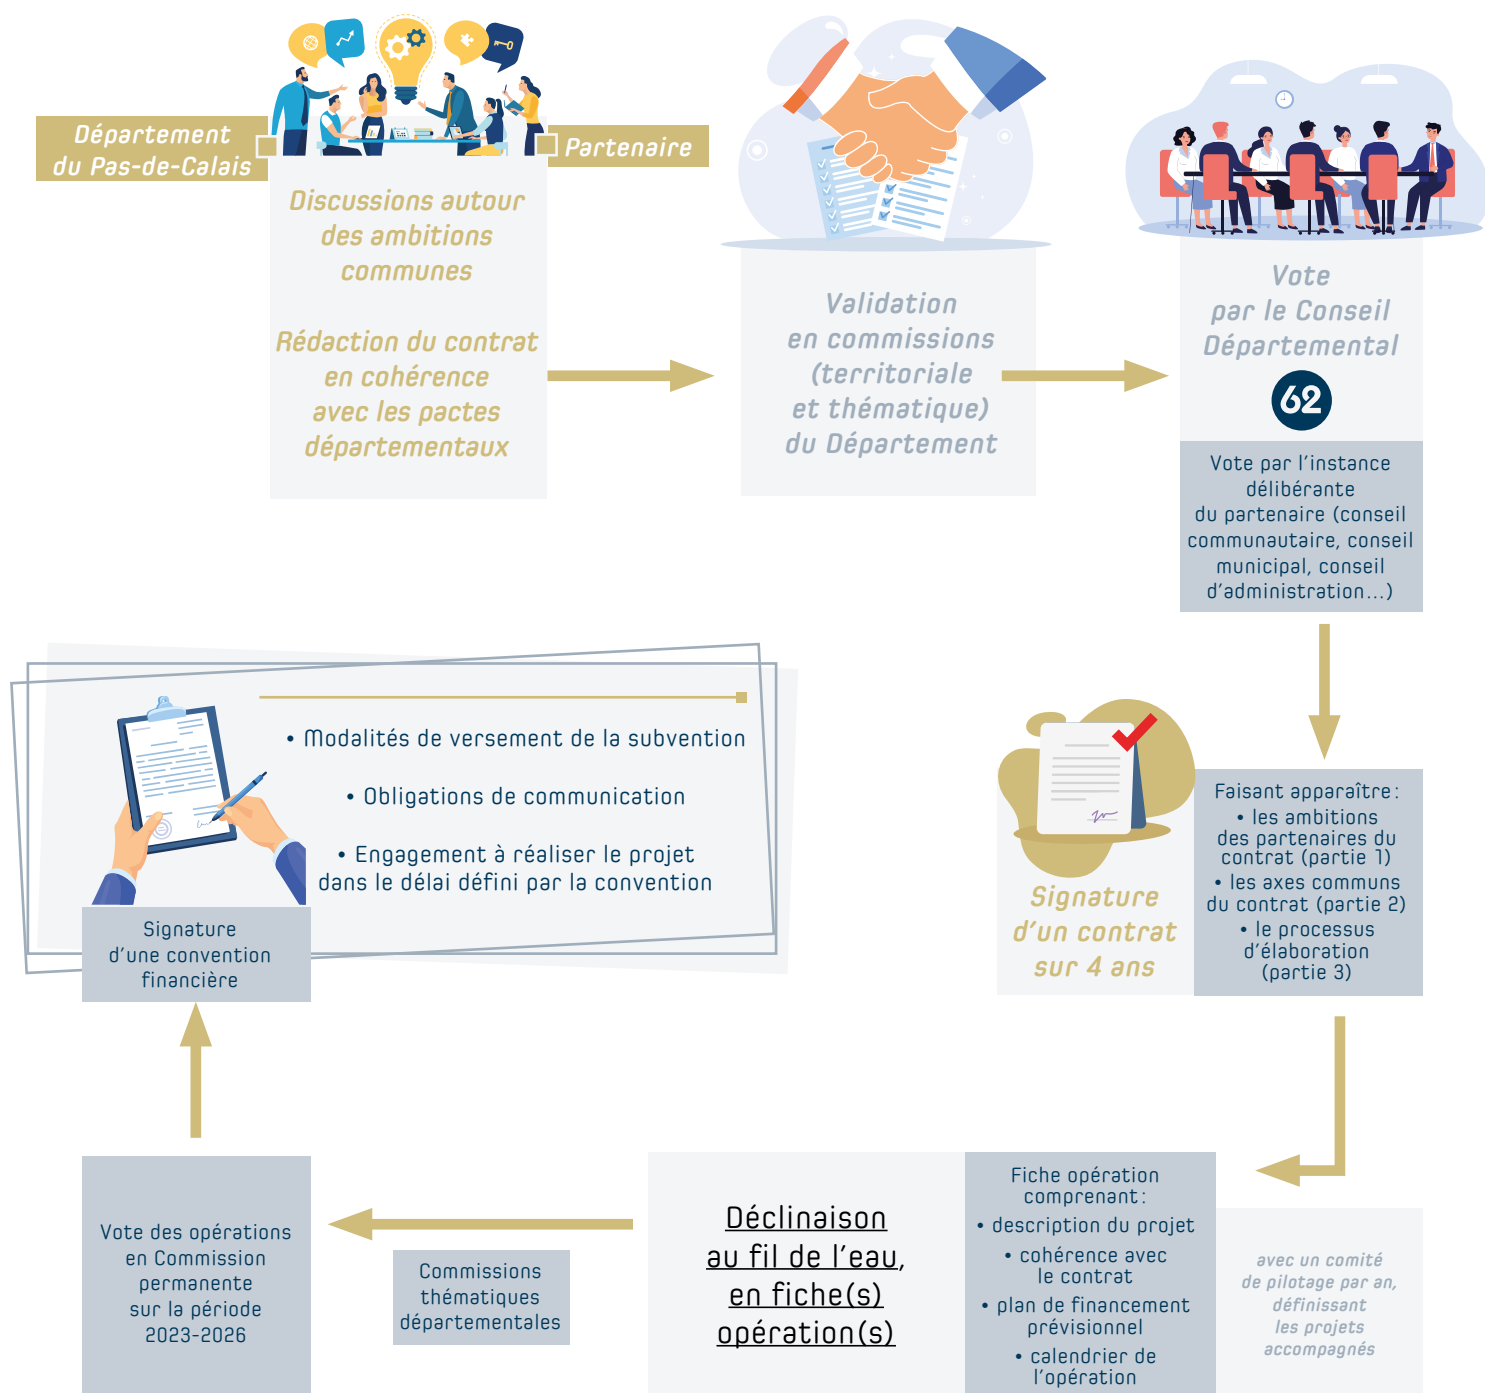 Département
du Pas-de-Calais
Partenaire
Discussions autour
des ambitions
communes
Rédaction du contrat
en cohérence
avec les pactes
départementaux
Validation
en commissions
(territoriale
et thématique)
du Département
Vote
par le Conseil
Départemental
62
Vote par l'instance
délibérante
du partenaire (conseil
communautaire, conseil
municipal, conseil
d'administration...)
Signature
d'un contrat
sur 4 ans
Faisant apparaître :
• les ambitions
des partenaires du
contrat (partie 1)
• les axes communs
du contrat (partie 2)
• le processus
d'élaboration
(partie 3)
avec un comité
de pilotage par an,
définissant
les projets
accompagnés
Fiche opération
comprenant :
• description du projet
• cohérence avec
le contrat
• plan de financement
prévisionnel
• calendrier de
l'opération
Déclinaison
au fil de l'eau,
en fiche(s)
opération(s)
Commissions
thématiques
départementales
Vote des opérations
en Commission
permanente
sur la période
2023-2026
Signature
d'une convention
financière
• Modalités de versement de la subvention
• Obligations de communication
• Engagement à réaliser le projet
dans le délai défini par la convention